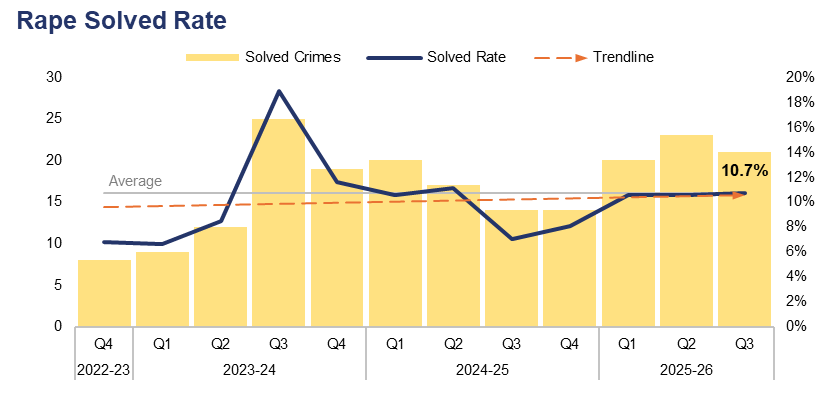 Rape Solved Rate
Solved Crimes Solved Rate Trendline
30 20%
18%
25
16%
20 14%
10.7%
Average 12%
15 10%
8%
10
6%
5 4%
2%
0 0%
Q4 Q1 Q2 Q3 Q4 Q1 Q2 Q3 Q4 Q1 Q2 Q3
2022-23 2023-24 2024-25 2025-26